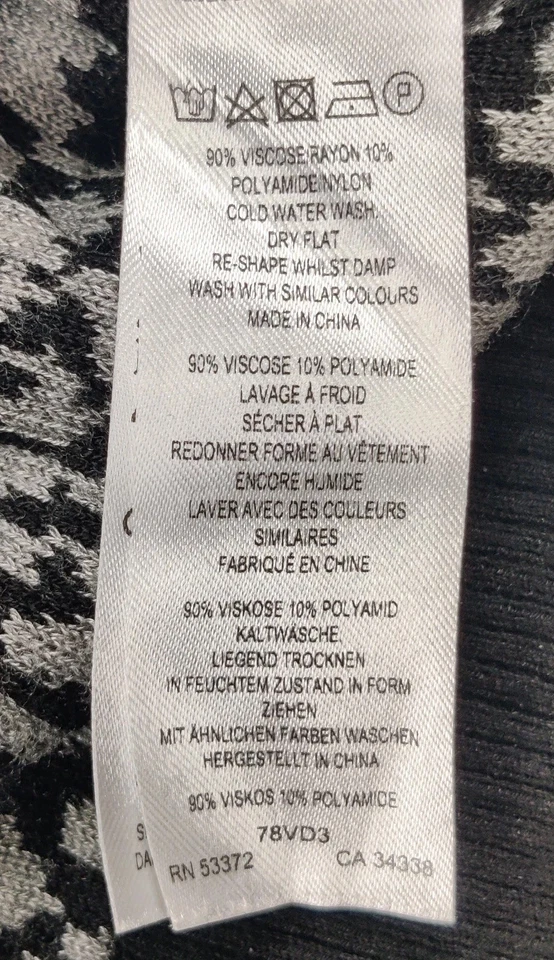 P
90% VISCOSE/RAYON 10%
POLYAMIDE/NYLON
COLD WATER WASH.
DRY FLAT
RE-SHAPE WHILST DAMP
WASH WITH SIMILAR COLOURS
MADE IN CHINA
90% VISCOSE 10% POLYAMIDE
LAVAGE À FROID
SÉCHER À PLAT
REDONNER FORME AU VÊTEMENT
ENCORE HUMIDE
LAVER AVEC DES COULEURS
SIMILAIRES
FABRIQUÉ EN CHINE
90% VISKOSE 10% POLYAMID
KALTWÄSCHE.
LIEGEND TROCKNEN
IN FEUCHTEM ZUSTAND IN FORM
ZIEHEN
MIT ÄHNLICHEN FARBEN WASCHEN
HERGESTELLT IN CHINA
90% VISKOS 10% POLYAMIDE
78VD3
RN 53372 CA 34338
S
DA